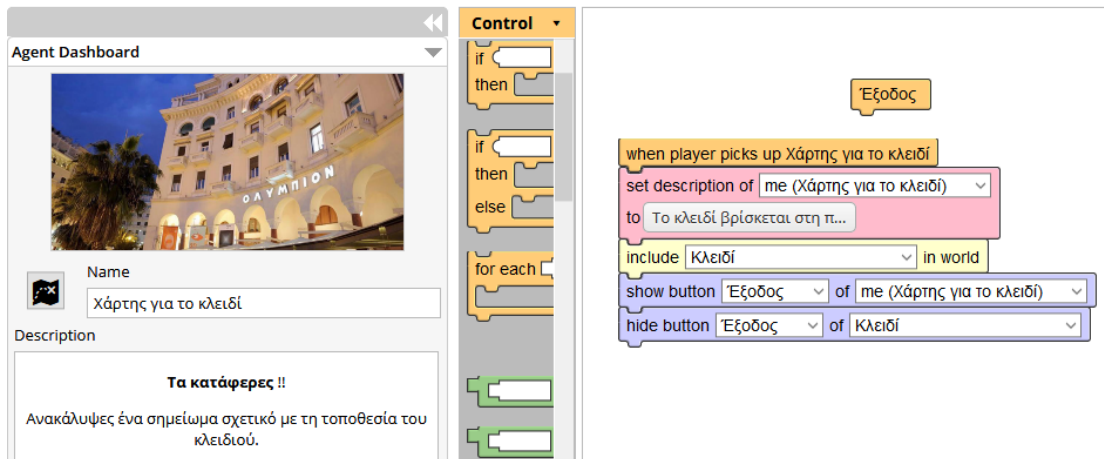 Agent Dashboard
ΟΛΥΜΠΙΟΝ
Name
Χάρτης για το κλειδί
Description
Τα κατάφερες !!
Ανακάλυψες ένα σημείωμα σχετικό με τη τοποθεσία του
κλειδιού.
Control
if
then
if
then
else
for each
Έξοδος
when player picks up Χάρτης για το κλειδί
set description of me (Χάρτης για το κλειδί)
to Το κλειδί βρίσκεται στη π...
include Κλειδί in world
show button Έξοδος of me (Χάρτης για το κλειδί)
hide button Έξοδος of Κλειδί